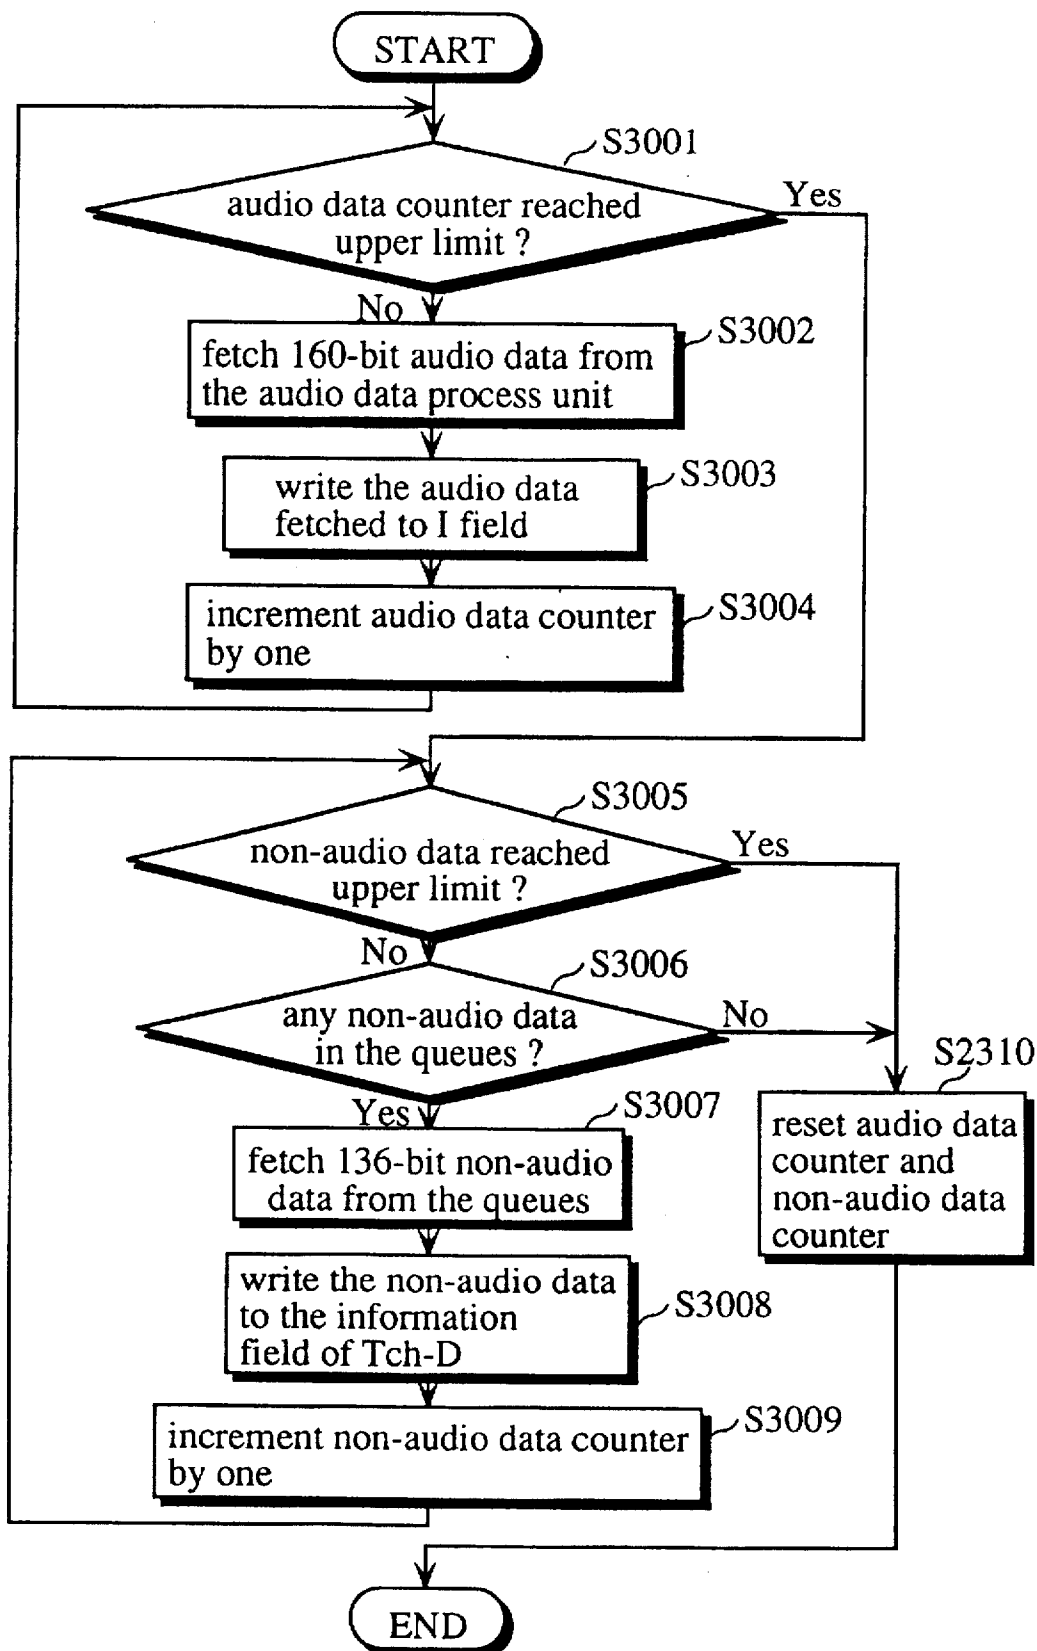 START
S3001
audio data counter reached
upper limit ?
Yes
No
S3002
fetch 160-bit audio data from
the audio data process unit
S3003
write the audio data
fetched to I field
S3004
increment audio data counter
by one
S3005
non-audio data reached
upper limit ?
Yes
No
S3006
any non-audio data
in the queues ?
No
Yes
S2310
reset audio data
counter and
non-audio data
counter
S3007
fetch 136-bit non-audio
data from the queues
S3008
write the non-audio data
to the information
field of Tch-D
S3009
increment non-audio data counter
by one
END